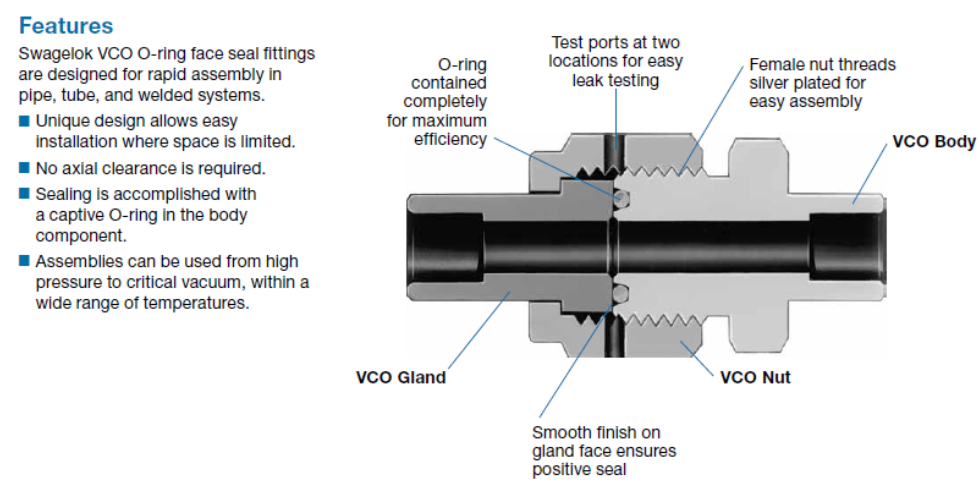 Features
Swagelok VCO O-ring face seal fittings
are designed for rapid assembly in
pipe, tube, and welded systems.
■ Unique design allows easy
installation where space is limited.
■ No axial clearance is required.
■ Sealing is accomplished with
a captive O-ring in the body
component.
■ Assemblies can be used from high
pressure to critical vacuum, within a
wide range of temperatures.
O-ring
contained
completely
for maximum
efficiency
Test ports at two
locations for easy
leak testing
Female nut threads
silver plated for
easy assembly
VCO Body
VCO Gland
VCO Nut
Smooth finish on
gland face ensures
positive seal